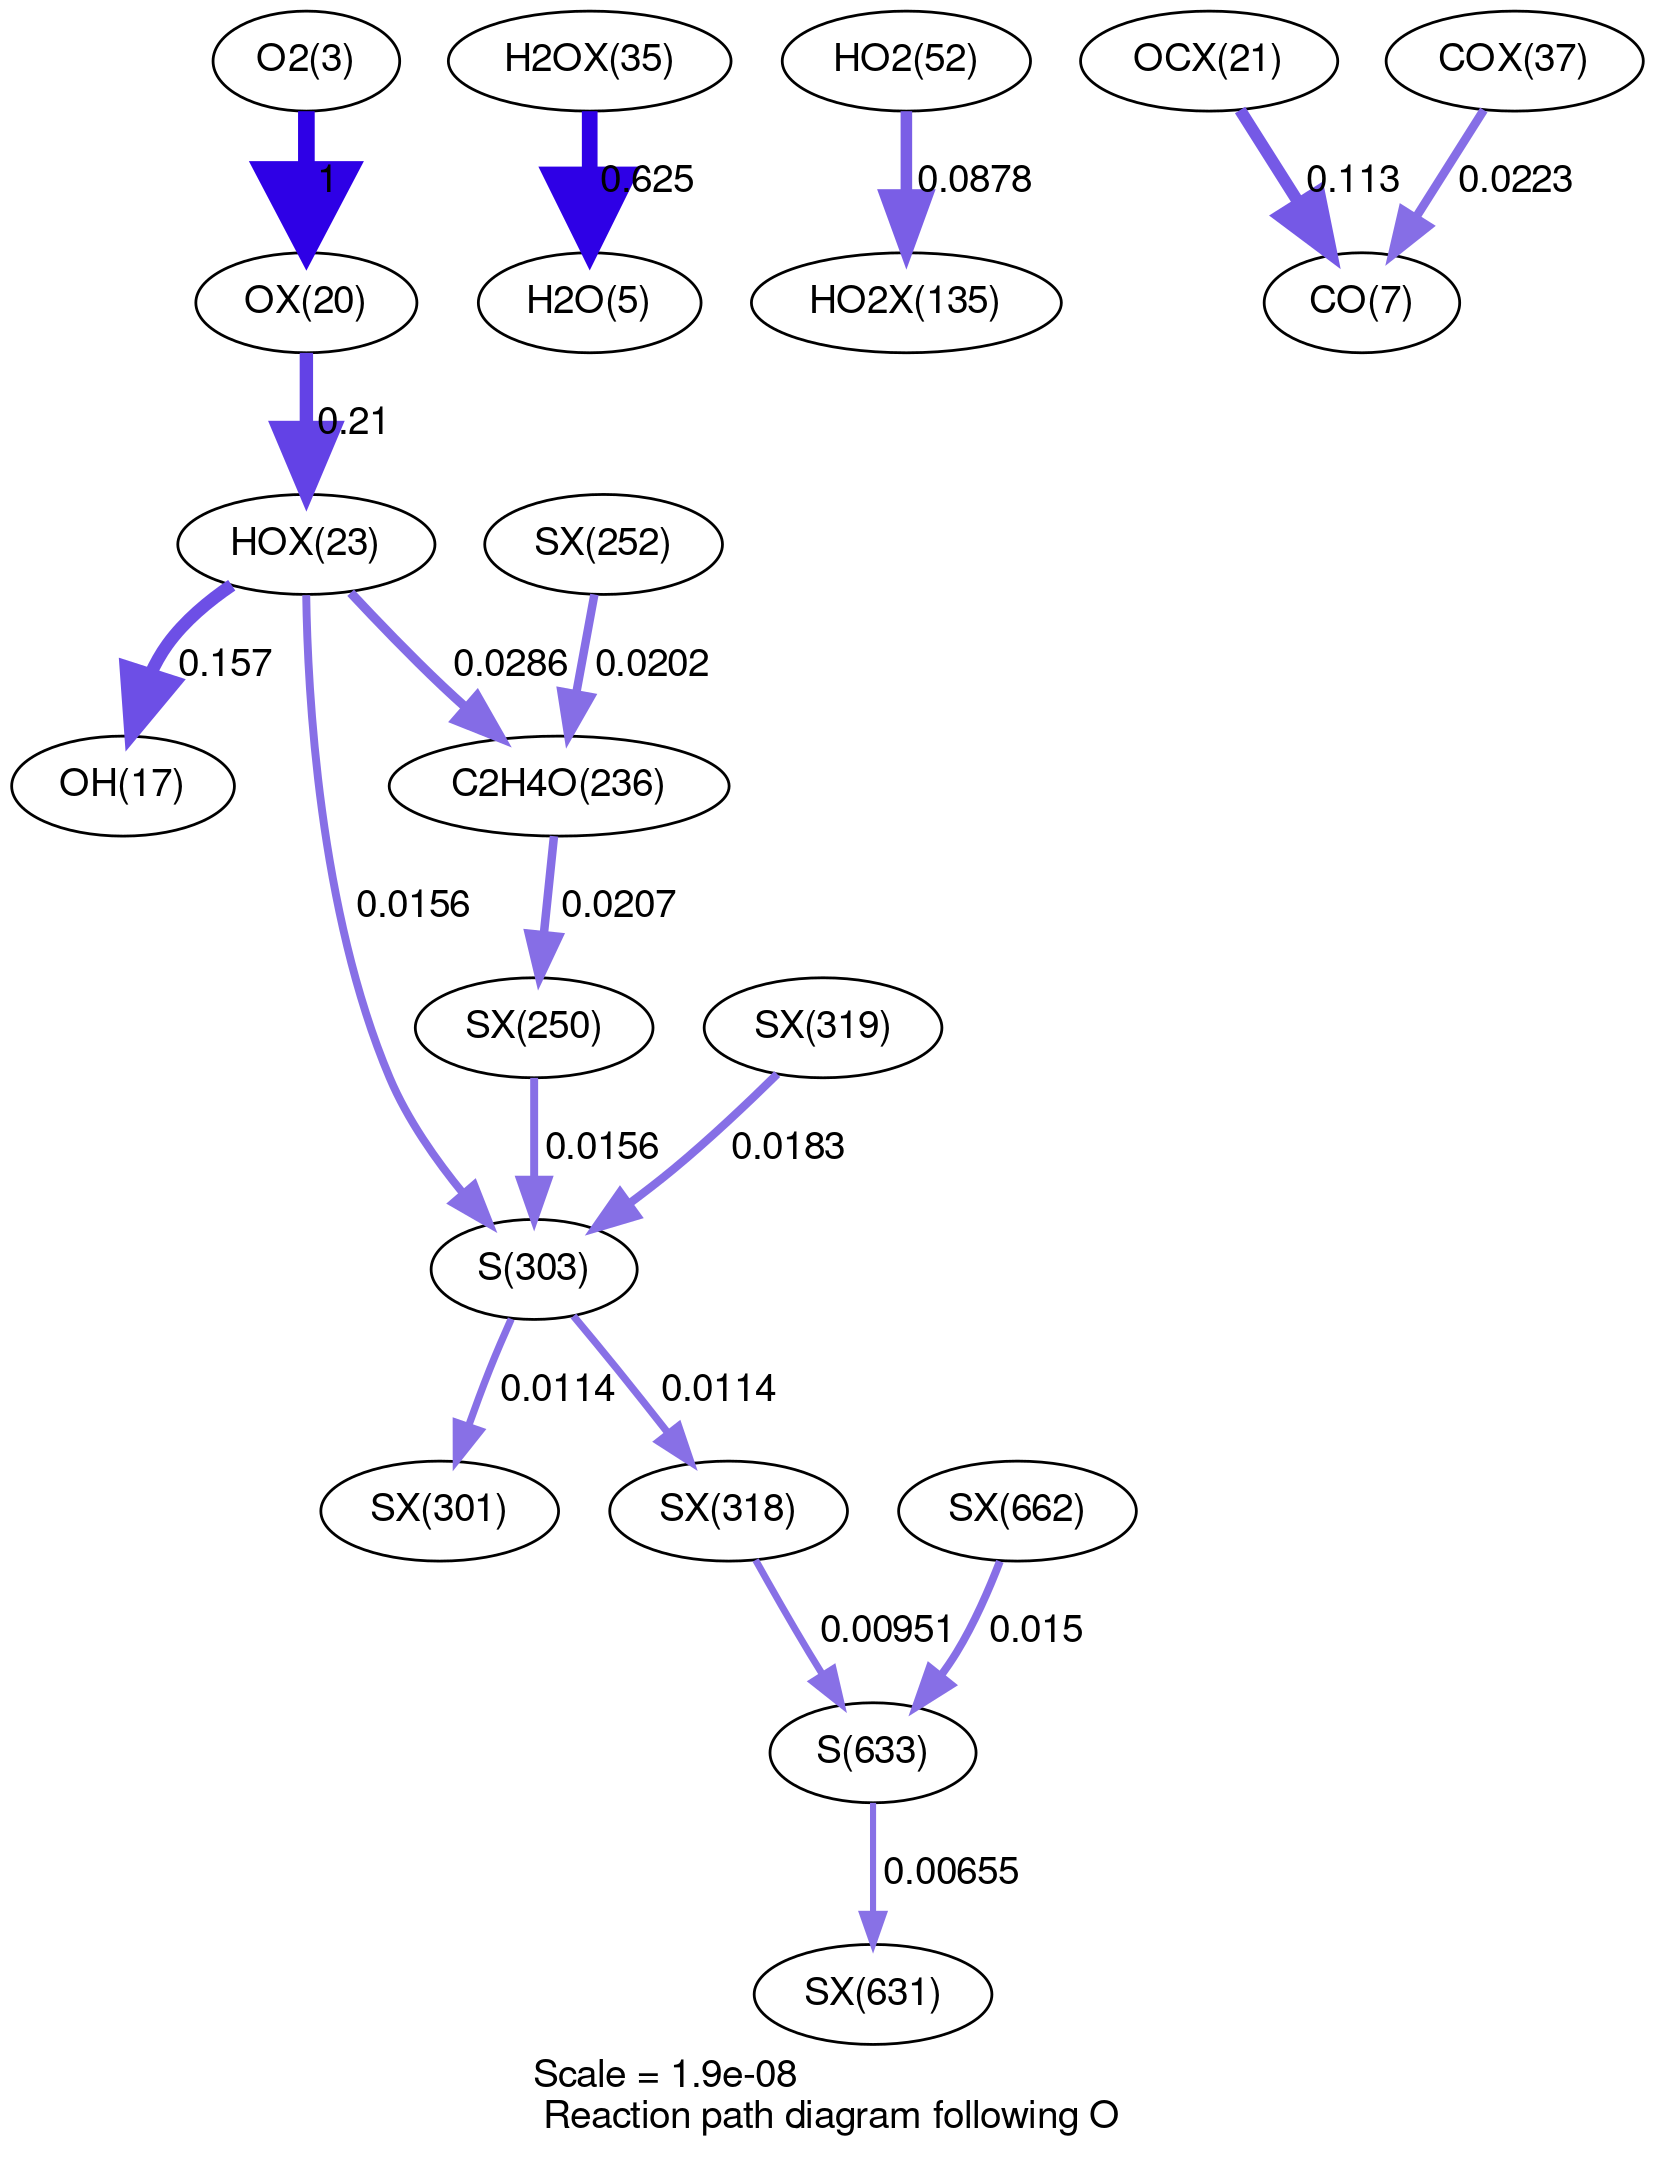 O2(3)
H2OX(35)
HO2(52)
OCX(21)
COX(37)
1
0.625
0.0878
0.113
0.0223
OX(20)
H2O(5)
HO2X(135)
CO(7)
0.21
HOX(23)
SX(252)
0.157
0.0286
0.0202
OH(17)
C2H4O(236)
0.0156
0.0207
SX(250)
SX(319)
0.0156
0.0183
S(303)
0.0114
0.0114
SX(301)
SX(318)
SX(662)
0.00951
0.015
S(633)
0.00655
SX(631)
Scale = 1.9e-08
Reaction path diagram following O